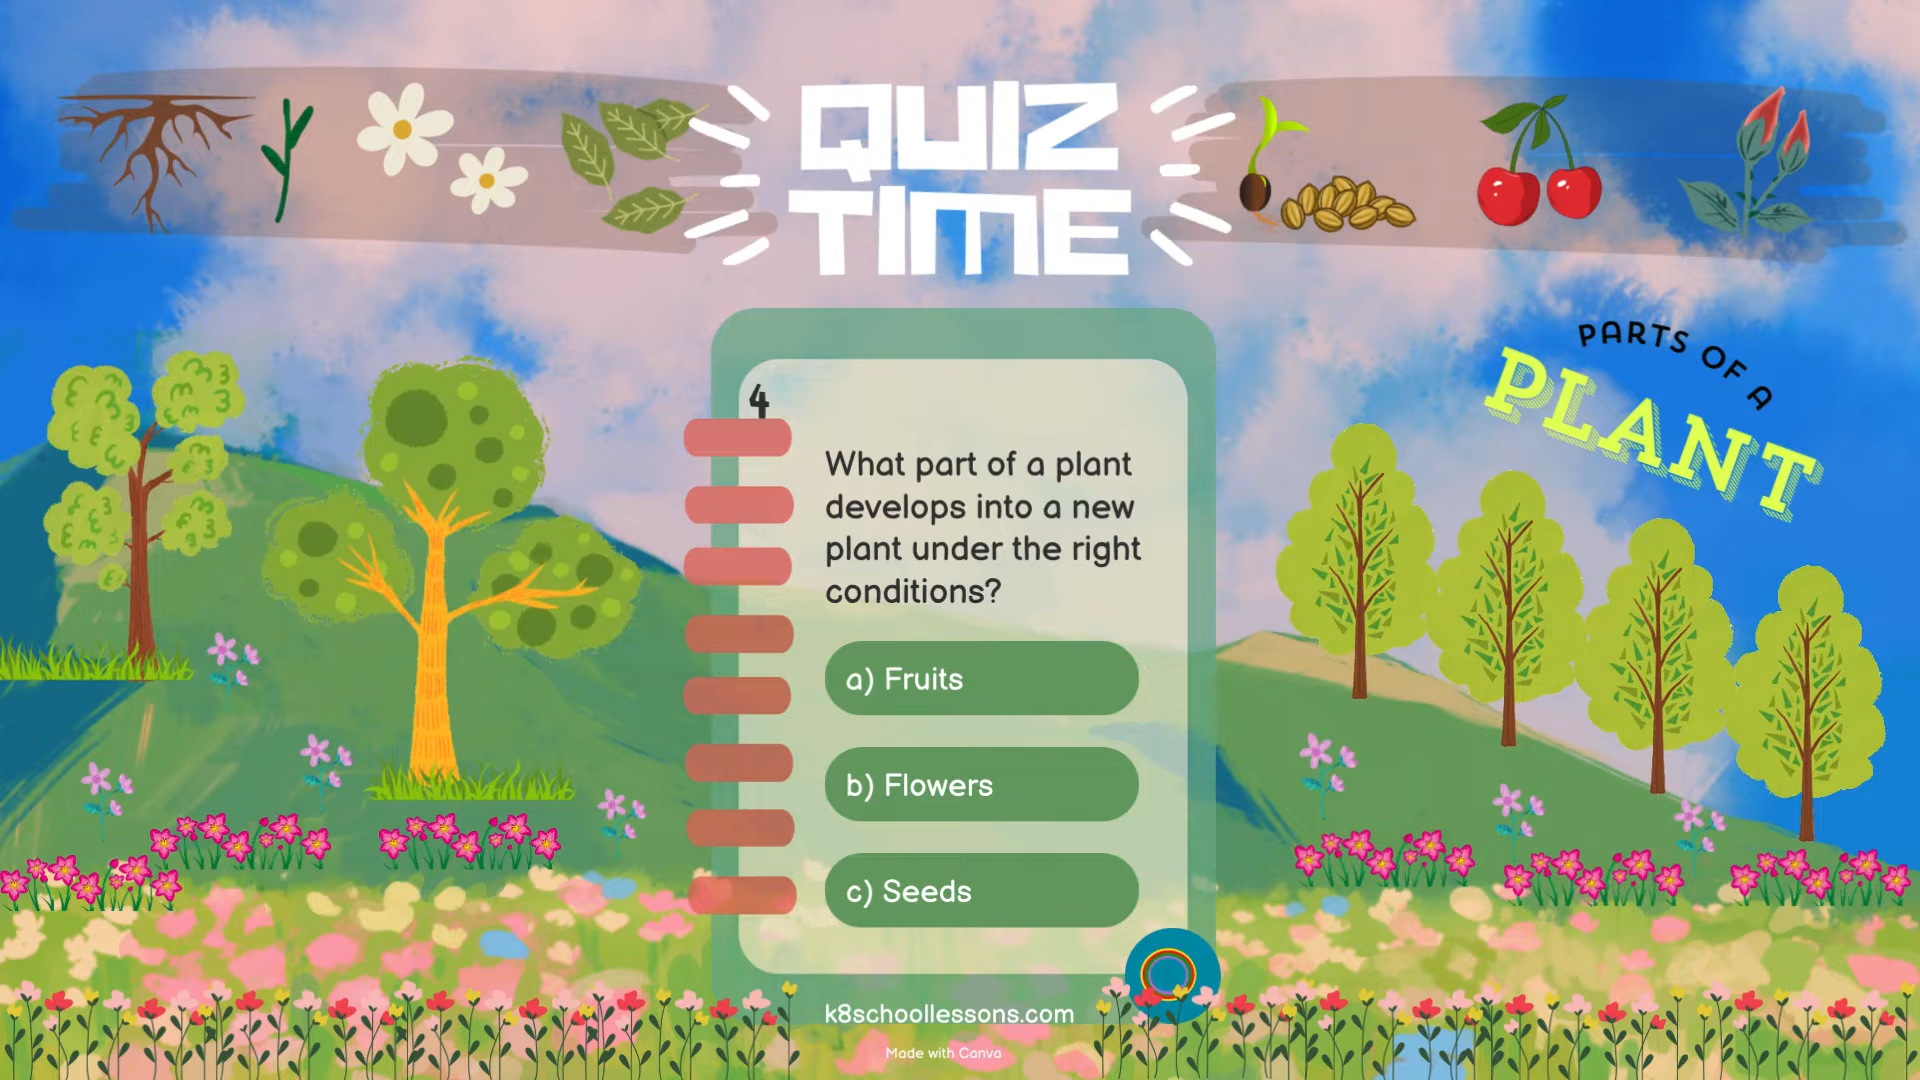 QUIZ
TIME
PARTS OF A
PLANT
4
What part of a plant
develops into a new
plant under the right
conditions?
a) Fruits
b) Flowers
c) Seeds
k8schoollessons.com
Made with Canva